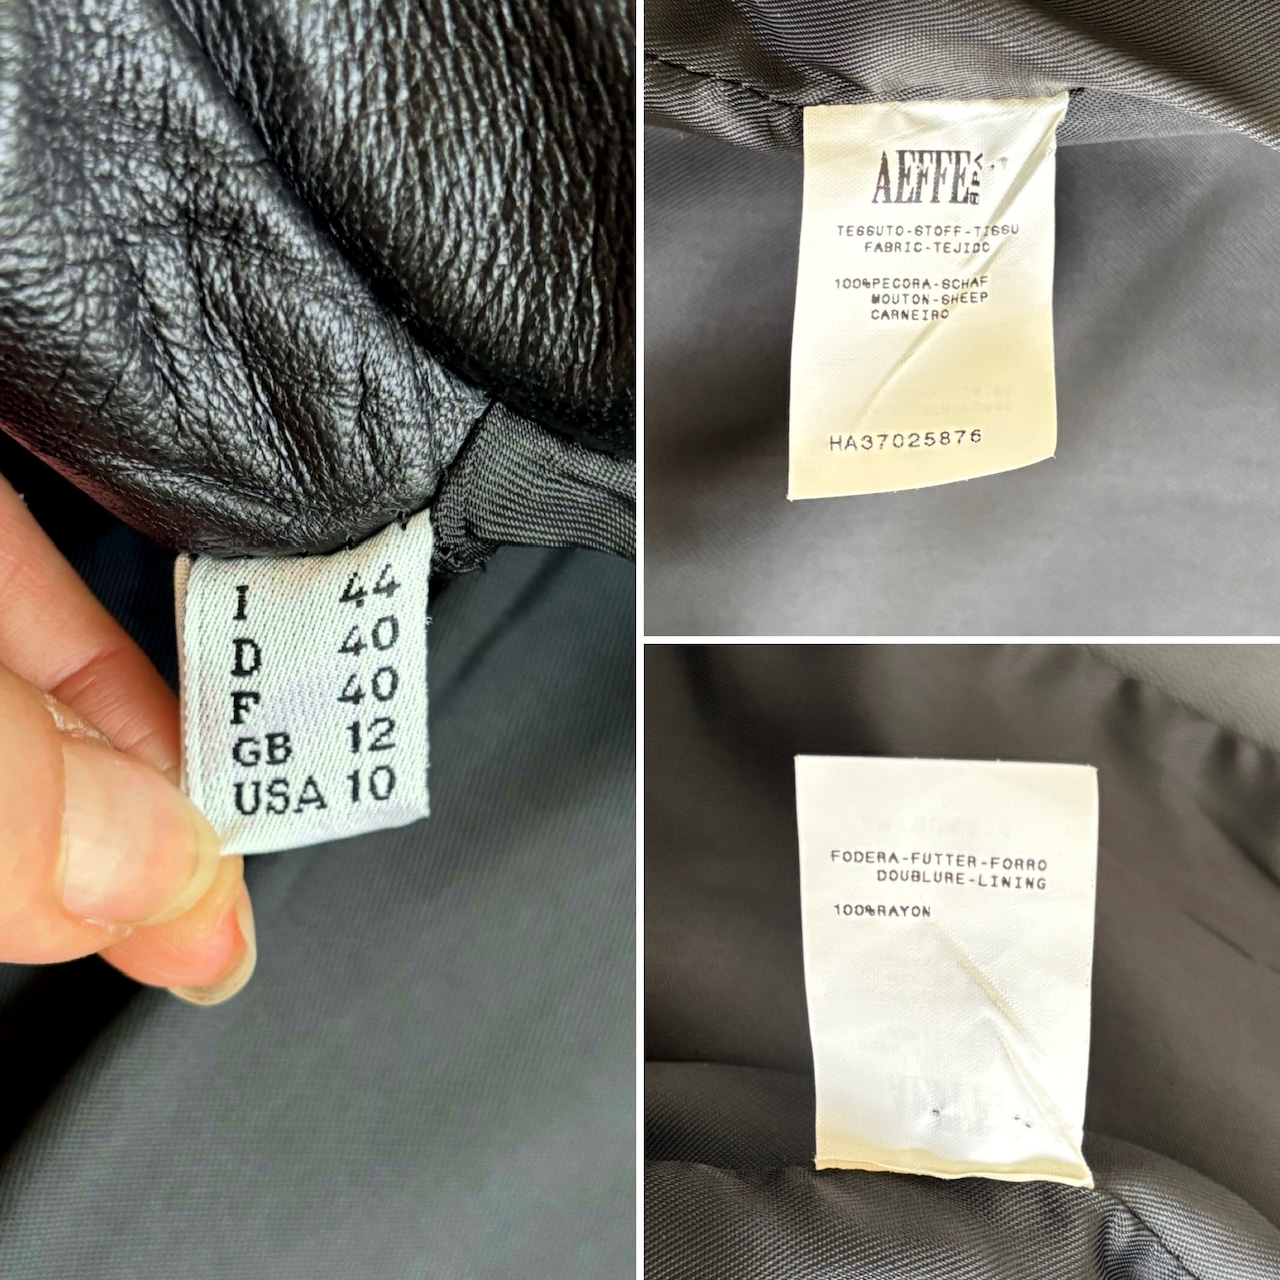 I 44
D 40
F 40
GB 12
USA 10
AEFFE SPA
TESSUTO-STOFF-TISSU
FABRIC-TEJIDO
100%PECORA-SCHAF
MOUTON-SHEEP
CARNEIRO
HA37025876
FODERA-FUTTER-FORRO
DOUBLURE-LINING
100%RAYON